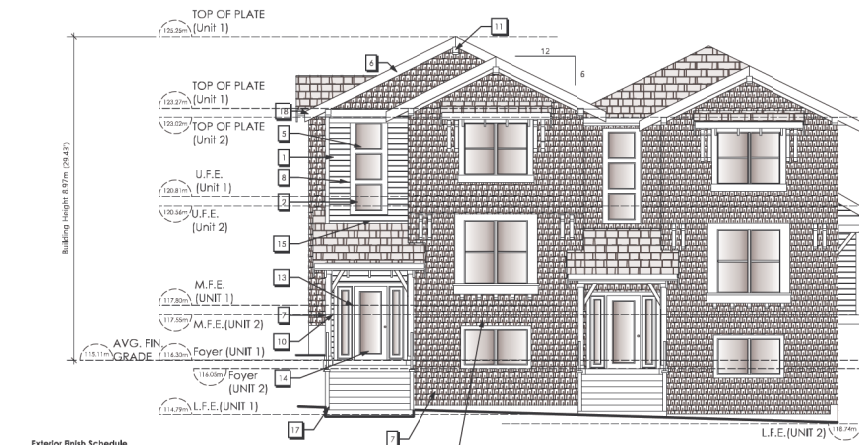 TOP OF PLATE
(Unit 1)
125.25m
11
12
6
6
TOP OF PLATE
(Unit 1)
123.27m
18
123.02m
TOP OF PLATE
(Unit 2)
5
1
8
U.F.E.
(Unit 1)
120.81m
2
120.56m
U.F.E.
(Unit 2)
15
Building Height 8.97m (29.43')
13
M.F.E.
(UNIT 1)
117.80m
7
117.55m
M.F.E.(UNIT 2)
10
AVG. FIN.
GRADE
115.11m
116.30m
Foyer (UNIT 1)
116.05m
Foyer
(UNIT 2)
14
114.79m
L.F.E.(UNIT 1)
17
7
L.F.E.(UNIT 2)
118.74m
Exterior Finish Schedule